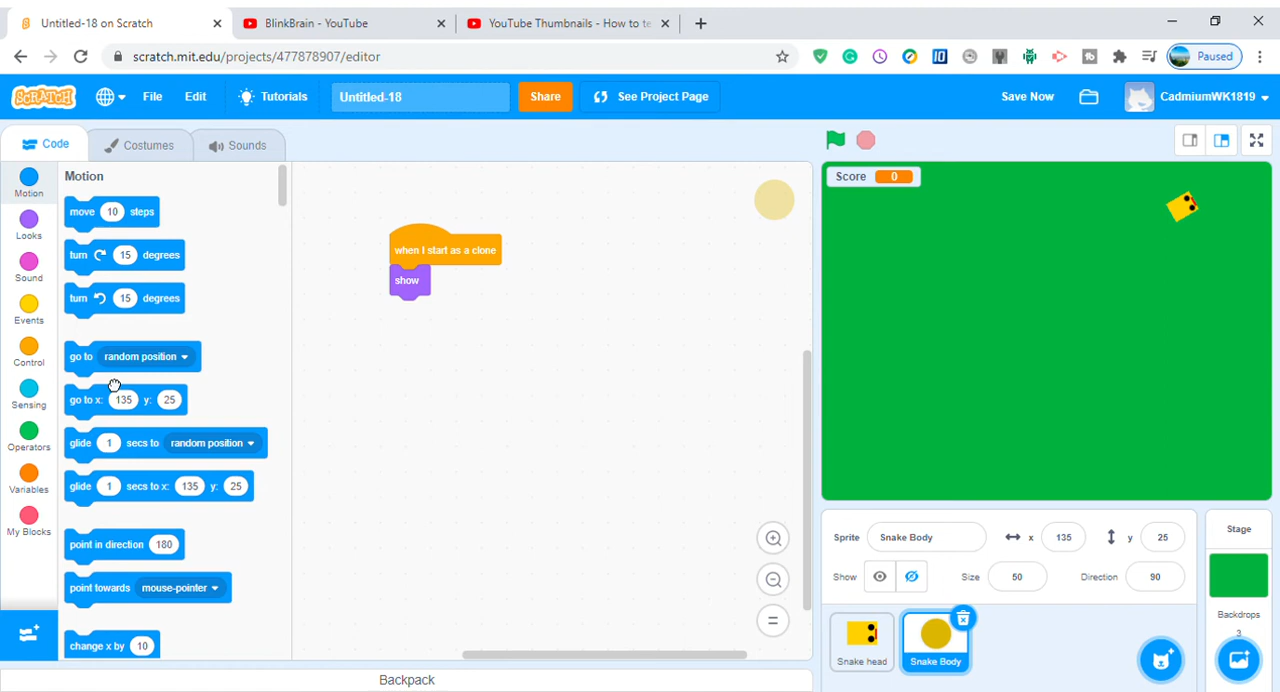 Untitled-18 on Scratch
BlinkBrain - YouTube
YouTube Thumbnails - How to te
scratch.mit.edu/projects/477878907/editor
Paused
SCRATCH
File
Edit
Tutorials
Untitled-18
Share
See Project Page
Save Now
CadmiumWK1819
Code
Costumes
Sounds
Motion
Looks
Sound
Events
Control
Sensing
Operators
Variables
My Blocks
Motion
move 10 steps
turn 15 degrees
turn 15 degrees
go to random position
go to x: 135 y: 25
glide 1 secs to random position
glide 1 secs to x: 135 y: 25
point in direction 180
point towards mouse-pointer
change x by 10
when I start as a clone
show
Score 0
Sprite Snake Body x 135 y 25
Show Size 50 Direction 90
Snake head
Snake Body
Stage
Backdrops
3
Backpack